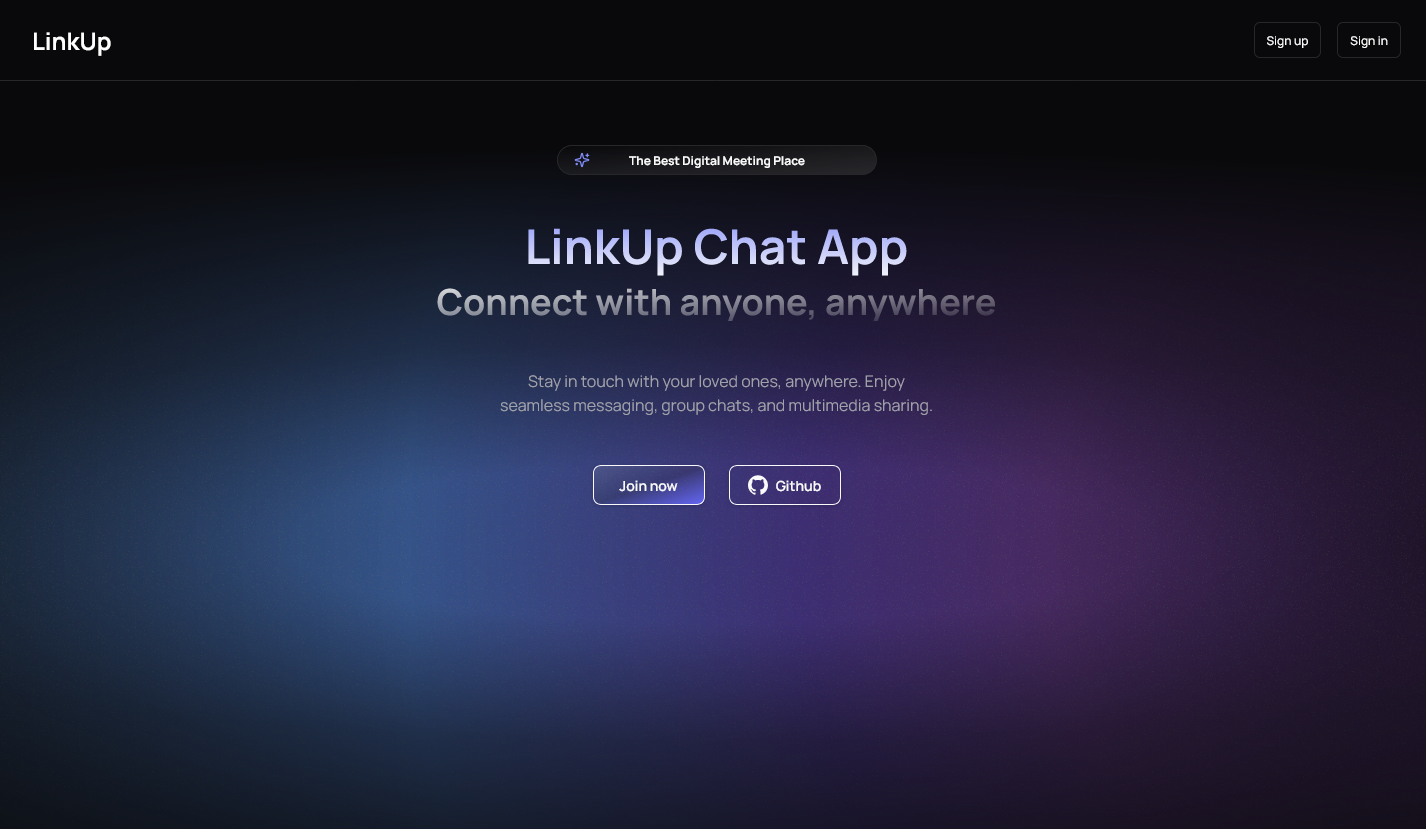 LinkUp
Sign up
Sign in
The Best Digital Meeting Place
LinkUp Chat App
Connect with anyone, anywhere
Stay in touch with your loved ones, anywhere. Enjoy
seamless messaging, group chats, and multimedia sharing.
Join now
Github